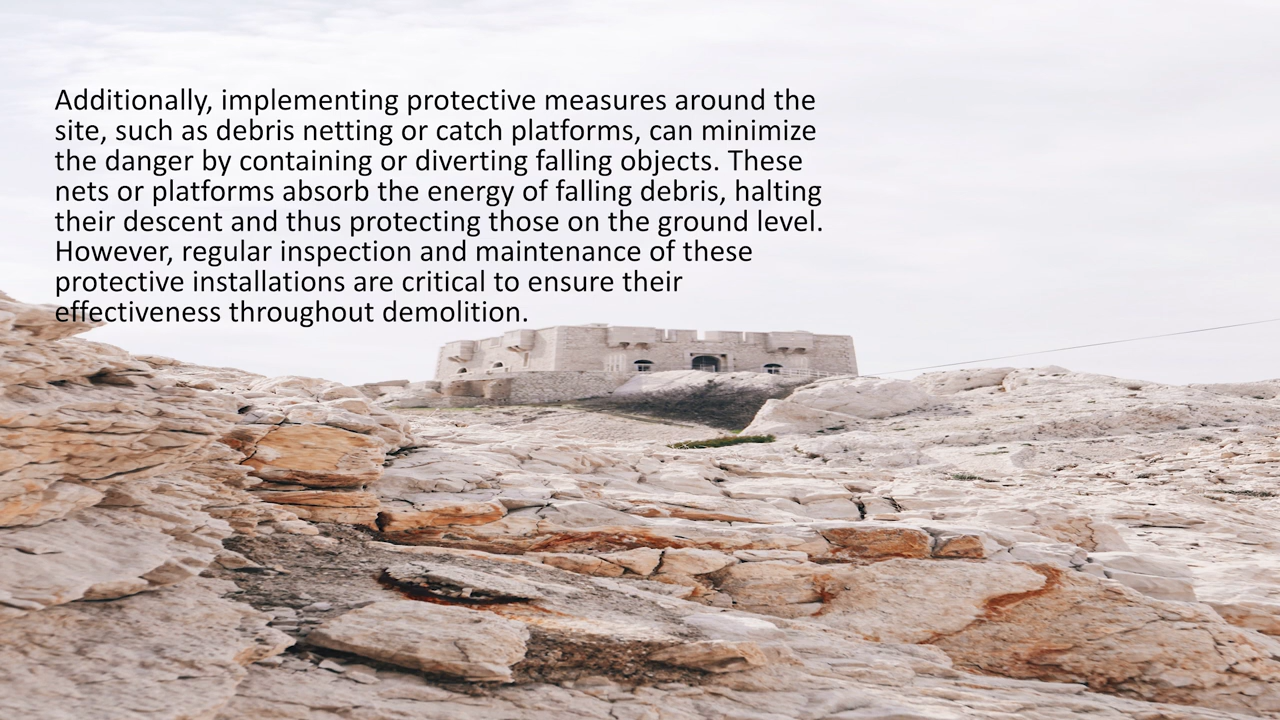 Additionally, implementing protective measures around the
site, such as debris netting or catch platforms, can minimize
the danger by containing or diverting falling objects. These
nets or platforms absorb the energy of falling debris, halting
their descent and thus protecting those on the ground level.
However, regular inspection and maintenance of these
protective installations are critical to ensure their
effectiveness throughout demolition.